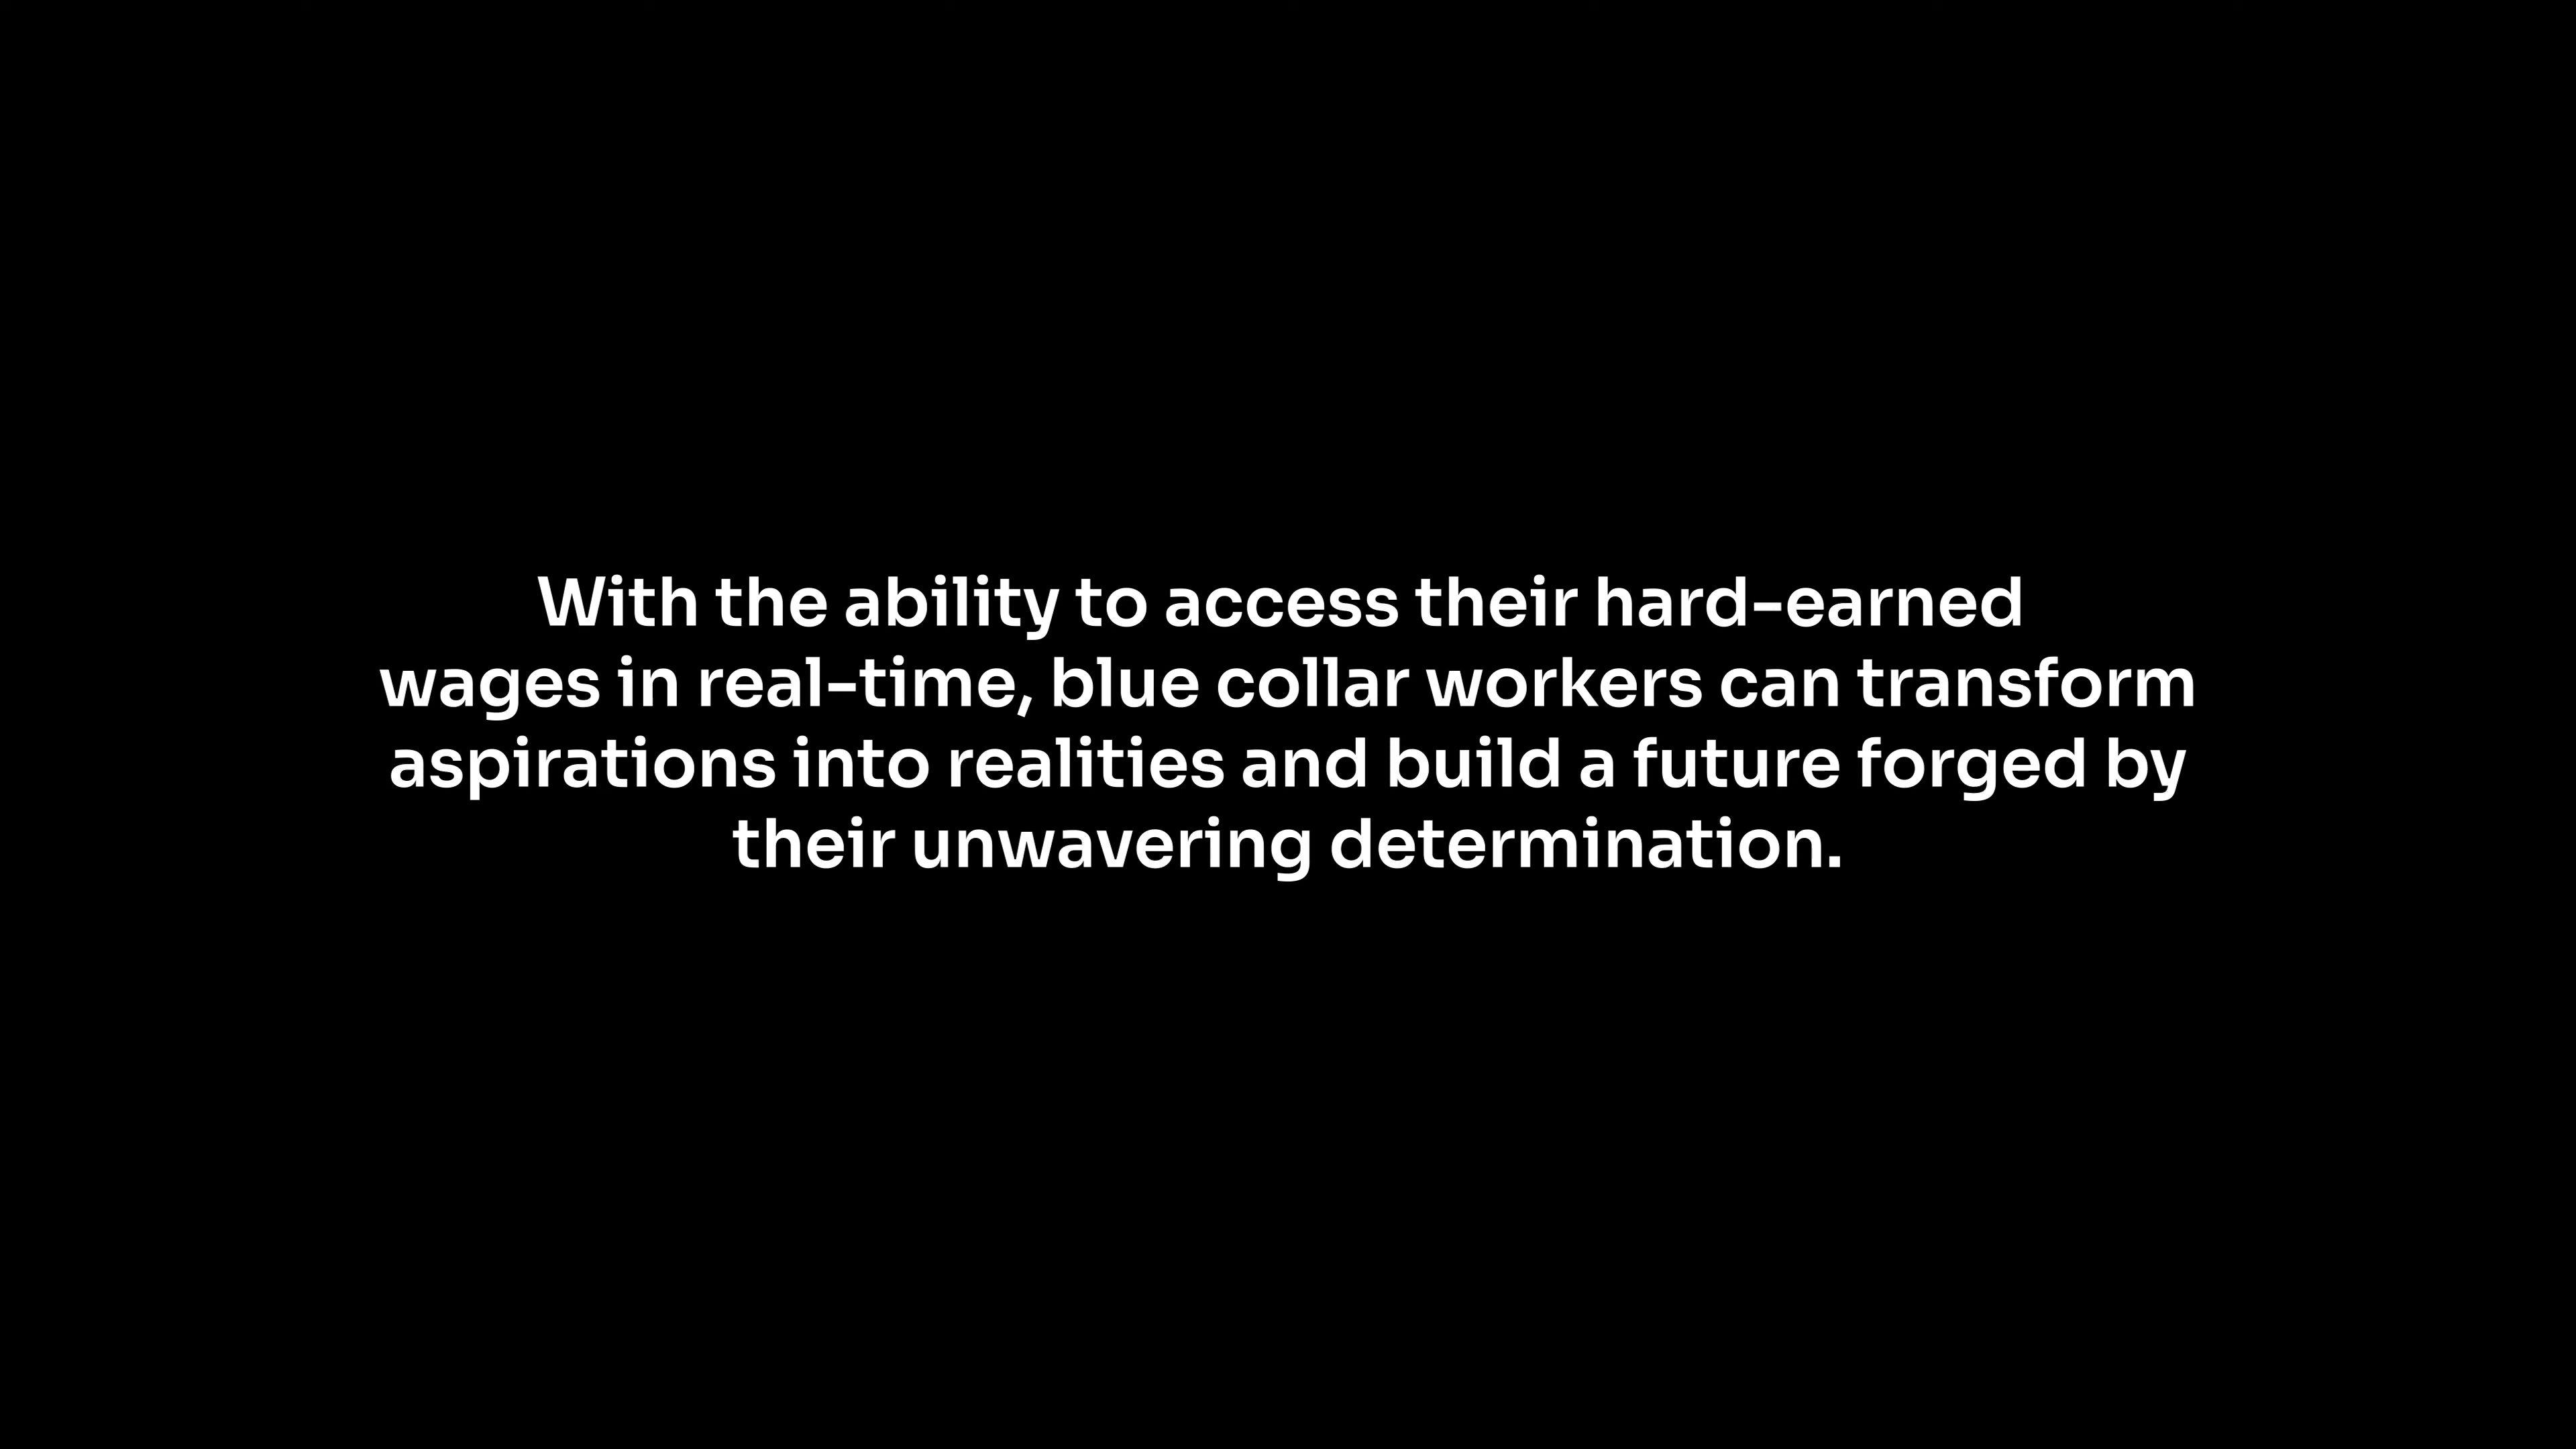 With the ability to access their hard-earned
wages in real-time, blue collar workers can transform
aspirations into realities and build a future forged by
their unwavering determination.